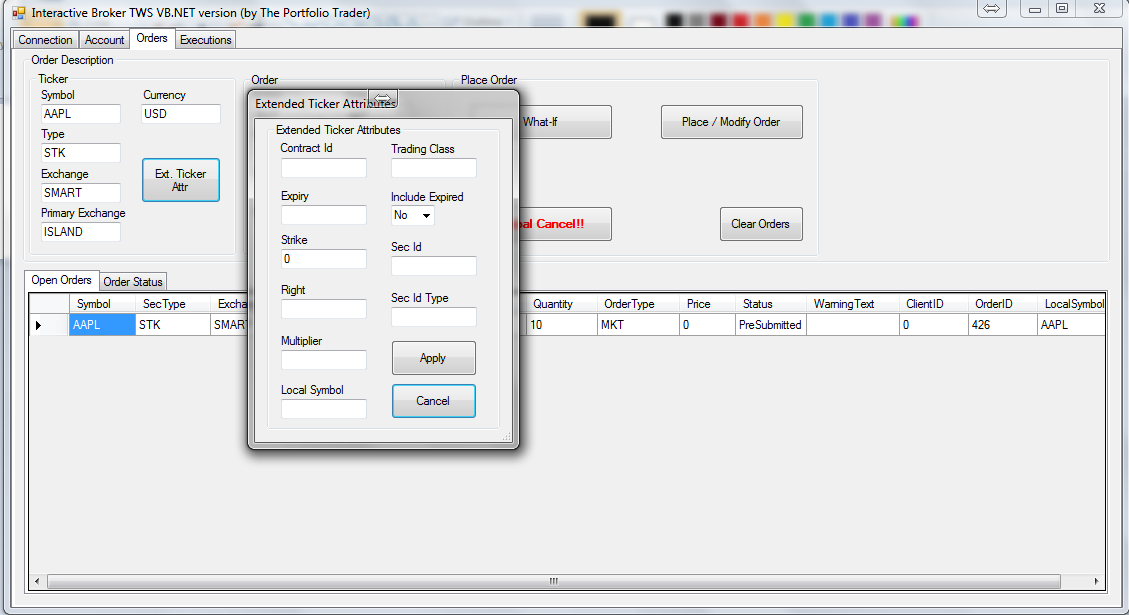 Interactive Broker TWS VB.NET version (by The Portfolio Trader)
Connection Account Orders Executions
Order Description
Ticker
Symbol Currency
AAPL USD
Type
STK
Exchange
SMART
Ext. Ticker
Attr
Primary Exchange
ISLAND
Order
Place Order
What-If
Place / Modify Order
Cancel!!
Clear Orders
Extended Ticker Attributes
Extended Ticker Attributes
Contract Id Trading Class
Expiry Include Expired
No
Strike Sec Id
0
Right Sec Id Type
Multiplier
Apply
Local Symbol
Cancel
Open Orders Order Status
Symbol SecType Excha Quantity OrderType Price Status WarningText ClientID OrderID LocalSymbol
AAPL STK SMAR 10 MKT 0 PreSubmitted 0 426 AAPL